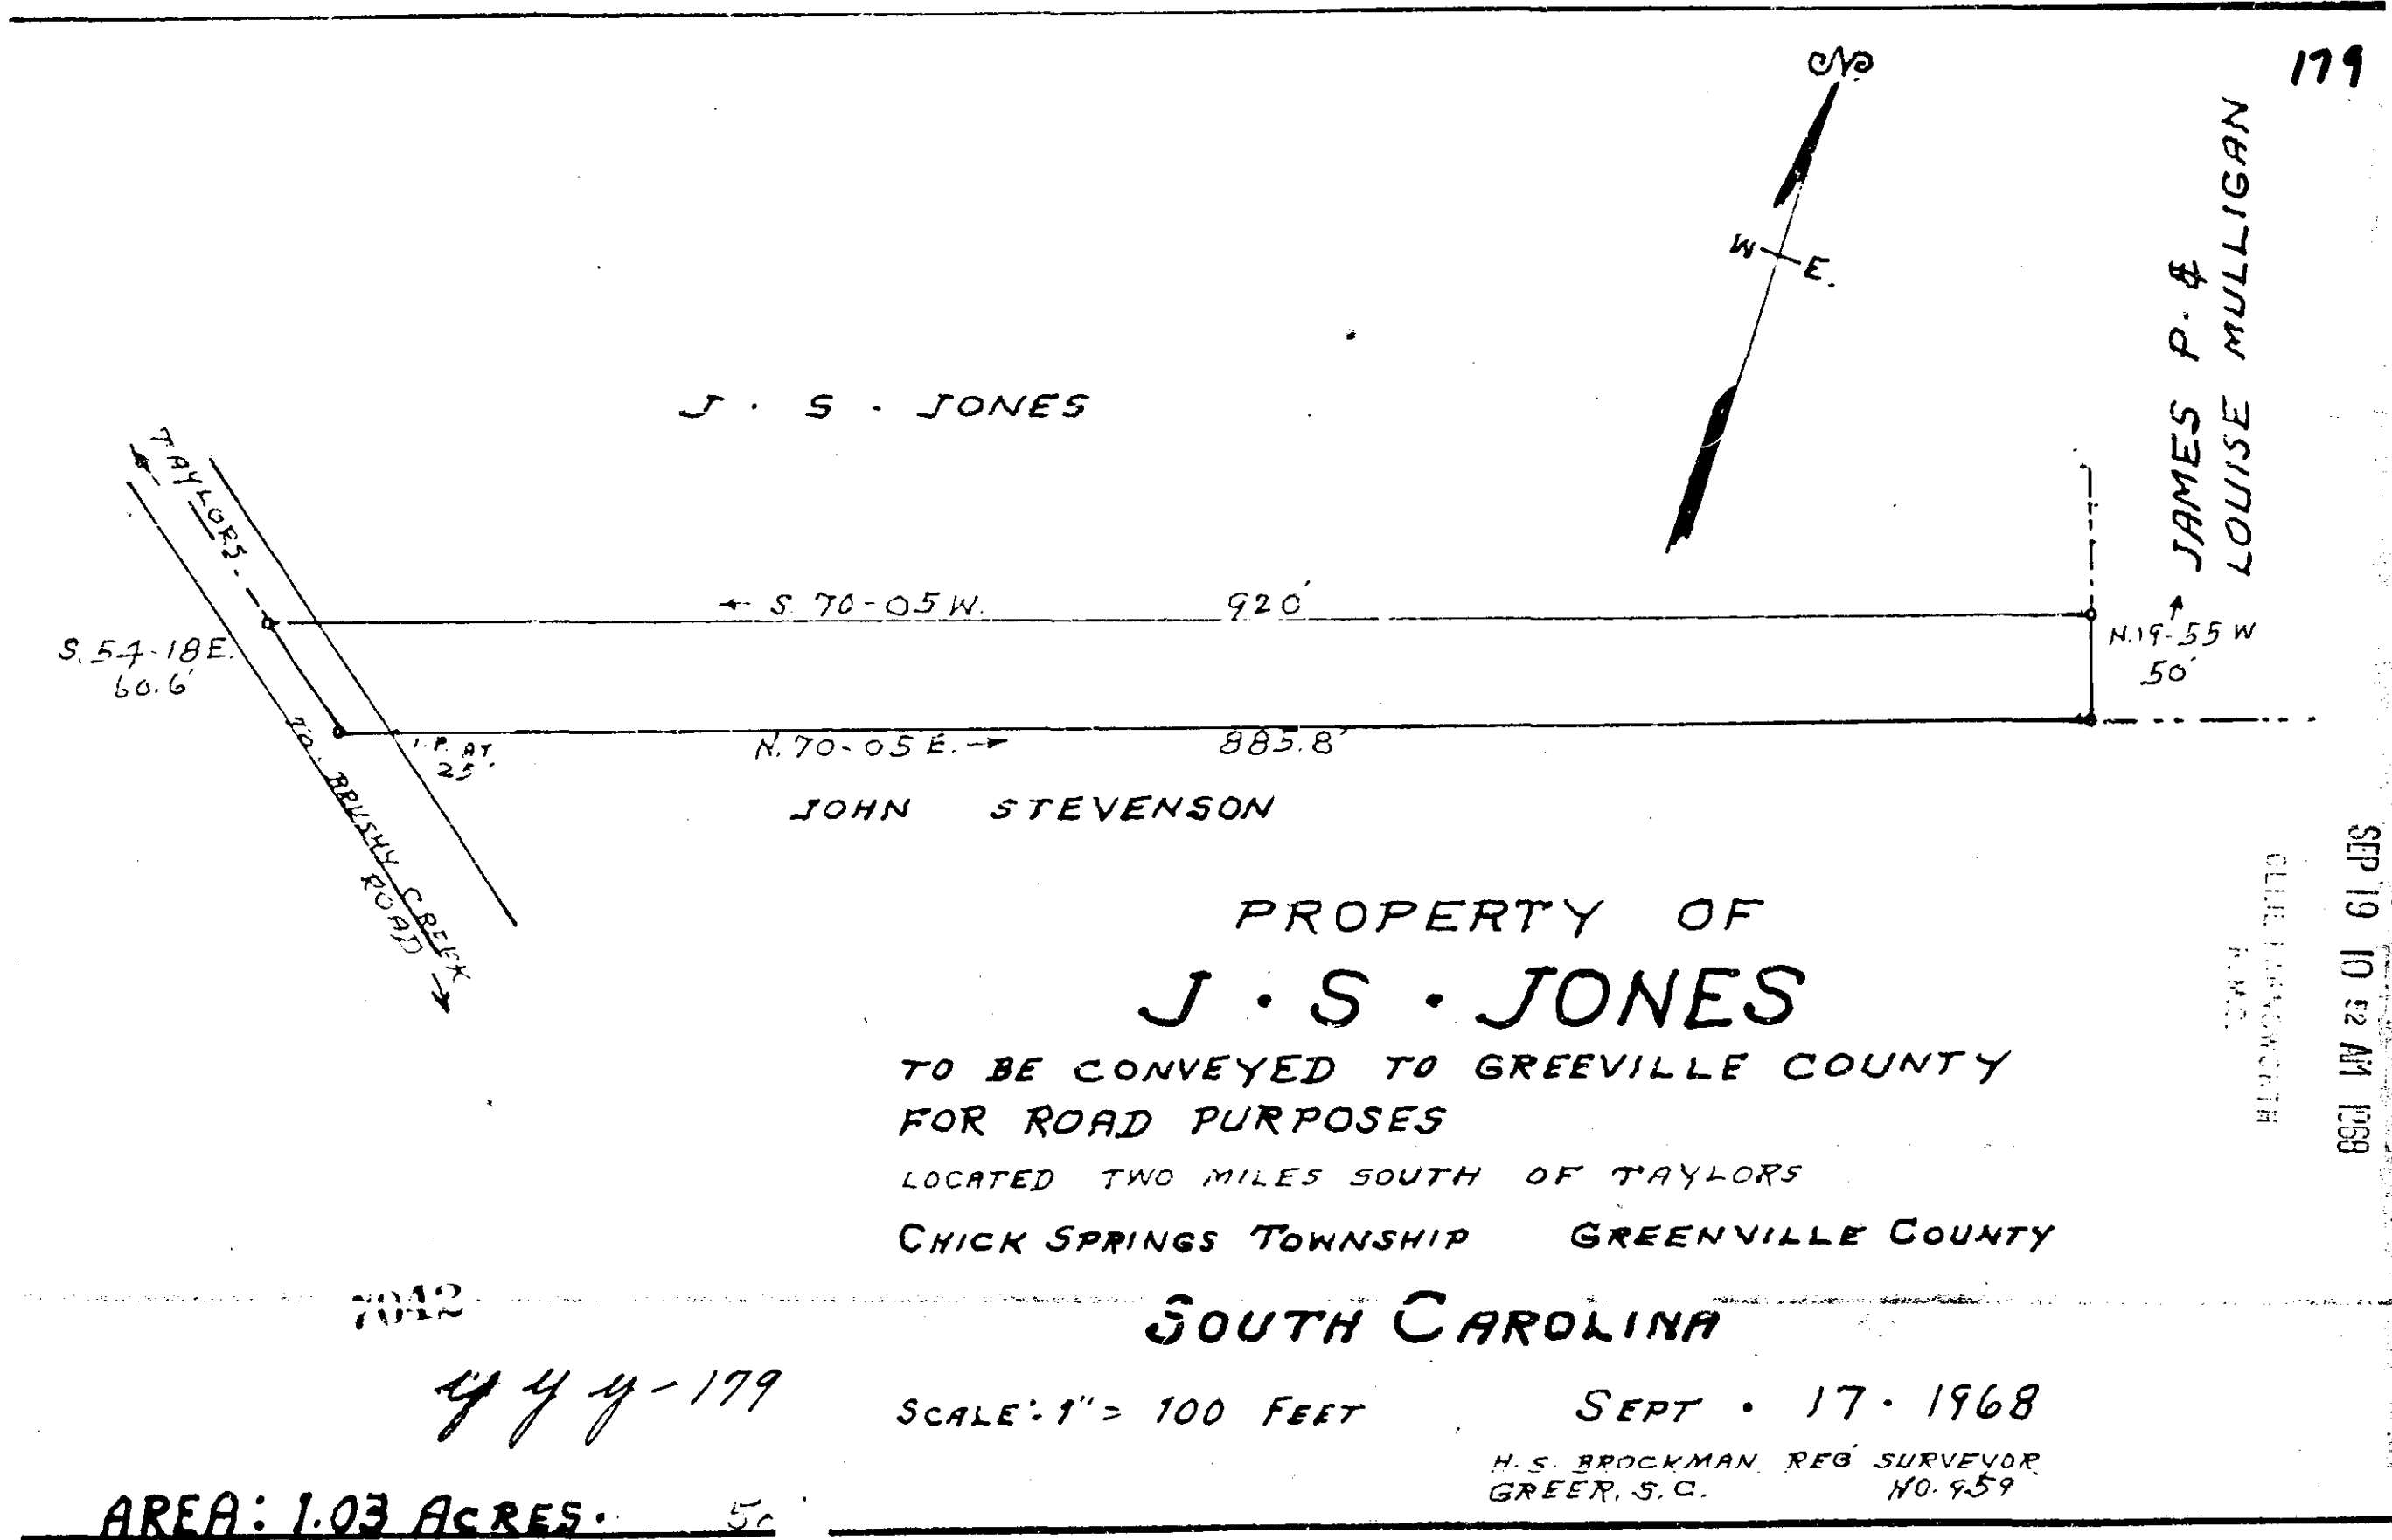 179
N.
W
E.
JAMES P. &
LOUISE MULLIGAN
J. S. JONES
TAYLORS.
← S. 70-05 W. 920'
S. 54-18 E.
60.6'
N. 19-55 W
50'
I.P. AT
25'
N. 70-05 E. → 885.8'
TO BRUSHY CREEK
ROAD
JOHN STEVENSON
PROPERTY OF
J. S. JONES
TO BE CONVEYED TO GREEVILLE COUNTY
FOR ROAD PURPOSES
LOCATED TWO MILES SOUTH OF TAYLORS
CHICK SPRINGS TOWNSHIP GREENVILLE COUNTY
SOUTH CAROLINA
SCALE: 1" = 100 FEET SEPT. 17. 1968
H. S. BROCKMAN REG SURVEYOR
GREER, S.C. NO. 959
SEP 19 10 52 AM 1968
R.M.C.
7042
yyy-179
AREA: 1.03 ACRES.